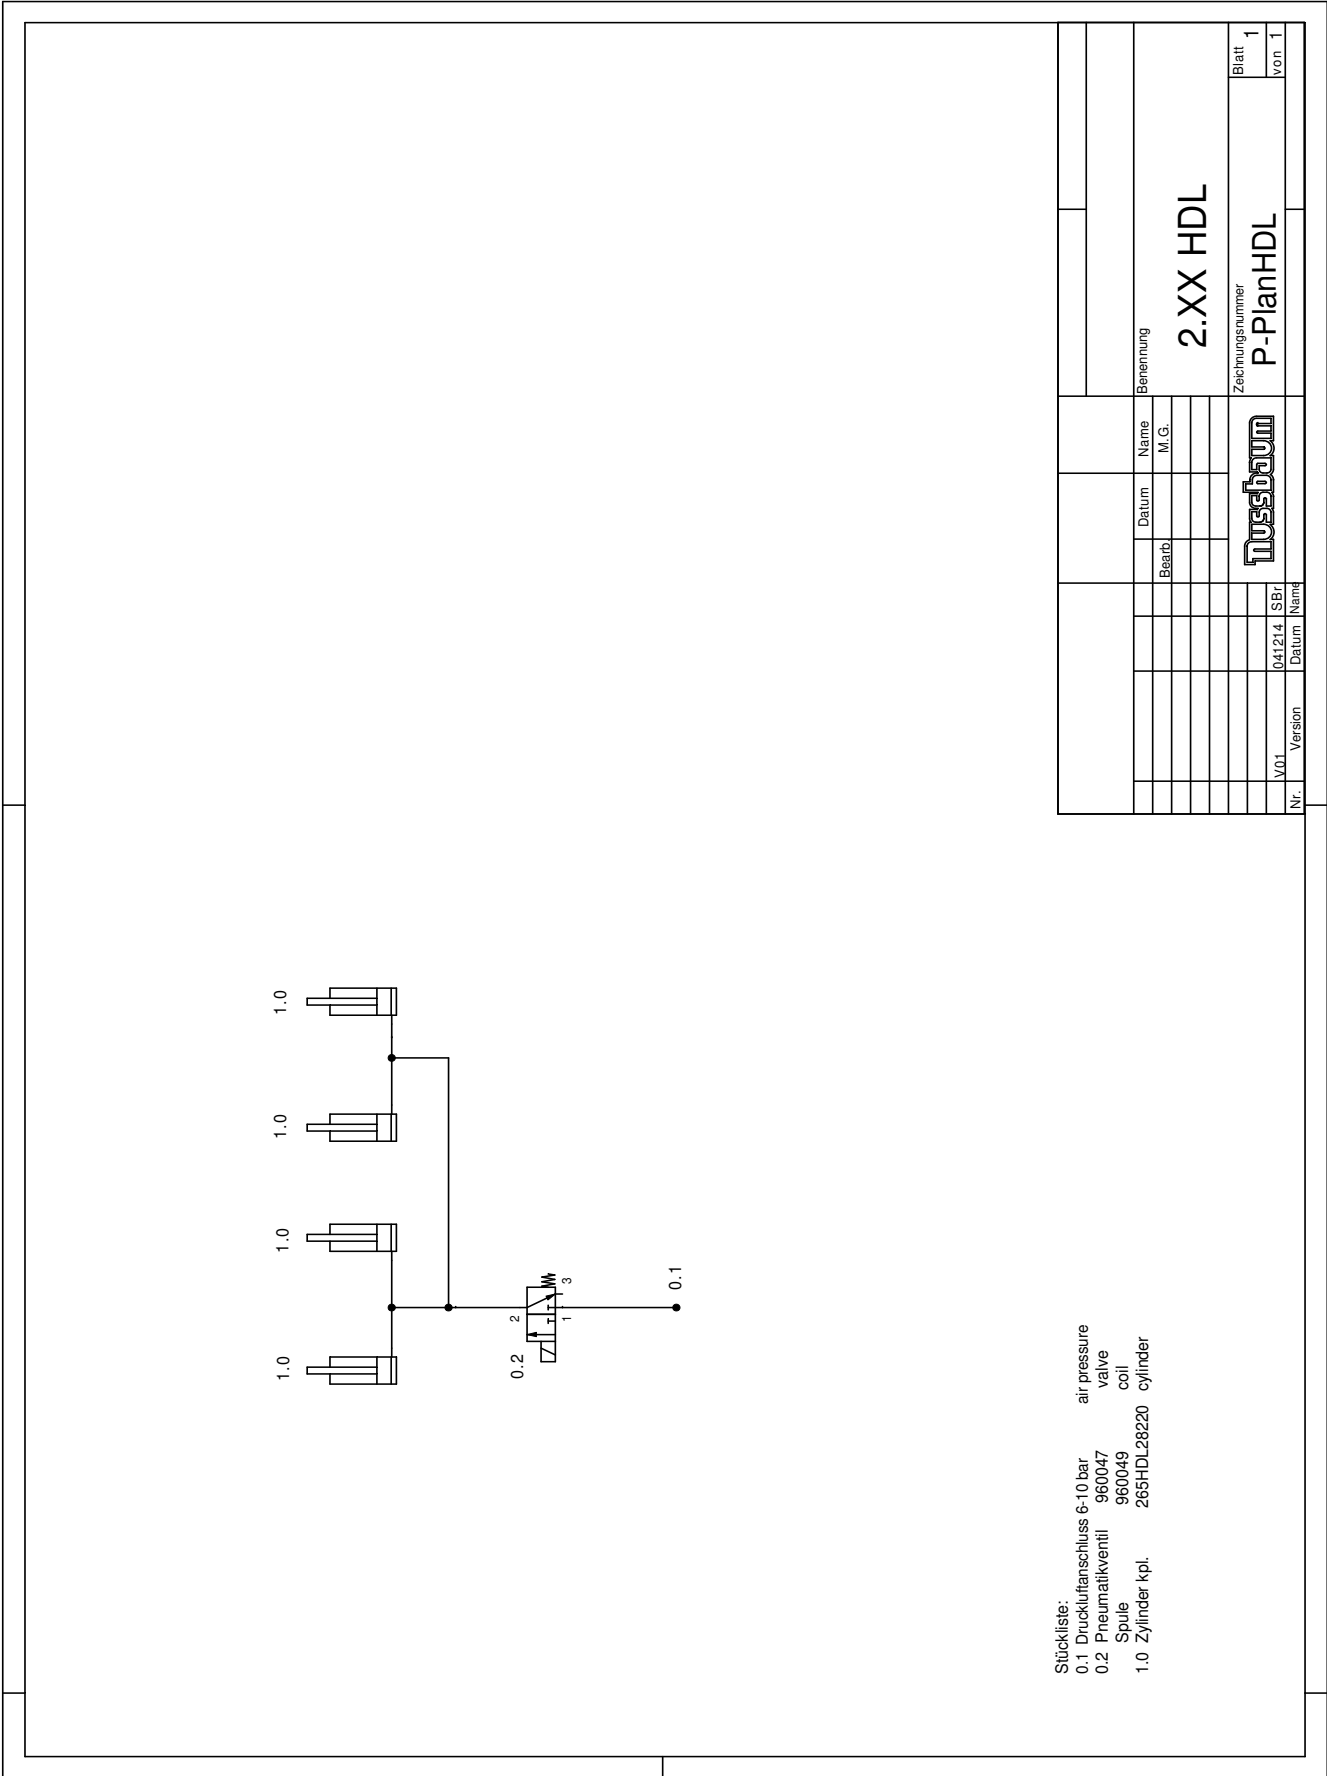 1.0
1.0
1.0
1.0
0.2
2
1
3
0.1
Stückliste:
0.1 Druckluftanschluss 6-10 bar air pressure
0.2 Pneumatikventil 960047 valve
Spule 960049 coil
1.0 Zylinder kpl. 265HDL28220 cylinder
Datum Name Benennung
Bearb. M.G.
2.XX HDL
nussbaum
Zeichnungsnummer
P-PlanHDL
Blatt
1
von 1
V01 041214 SBr
Nr. Version Datum Name